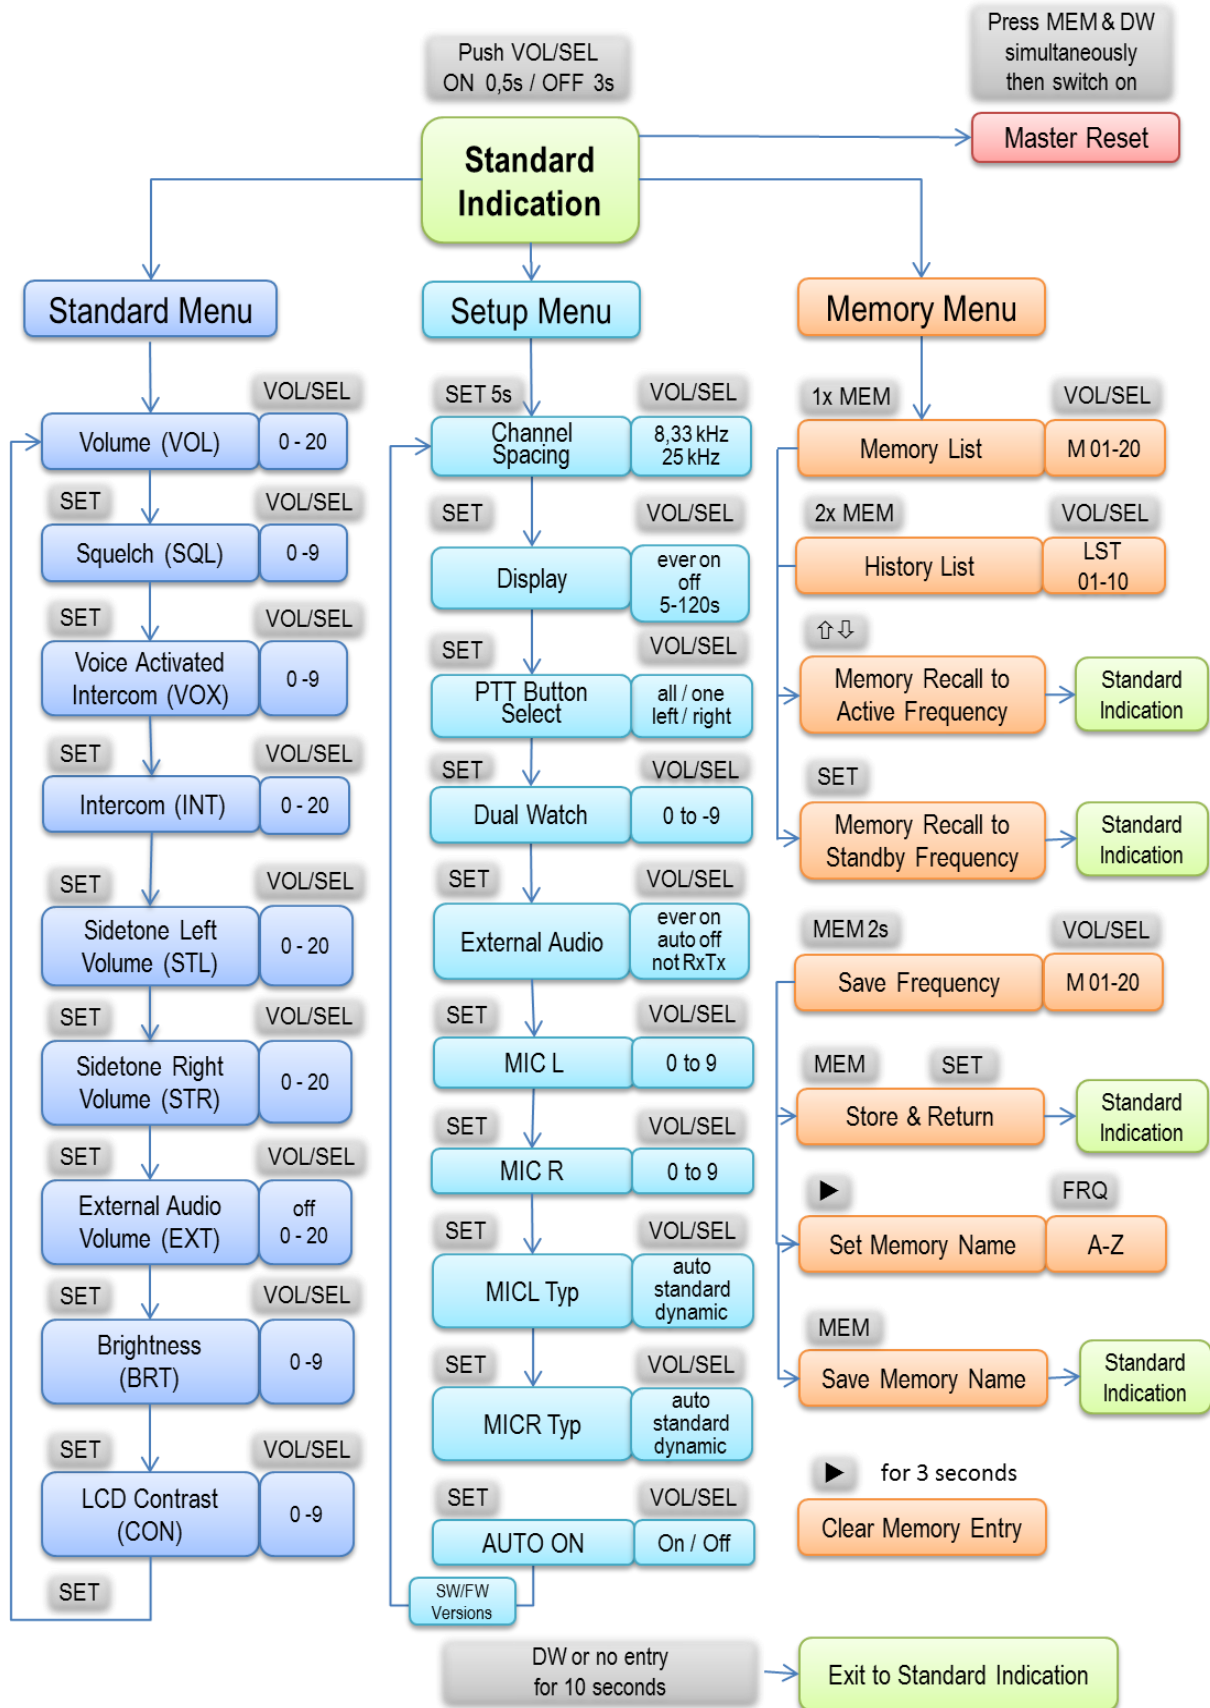 Push VOL/SEL
ON 0,5s / OFF 3s
Press MEM & DW
simultaneously
then switch on
Standard
Indication
Master Reset
Standard Menu
VOL/SEL
Volume (VOL)
0 - 20
SET
VOL/SEL
Squelch (SQL)
0 -9
SET
VOL/SEL
Voice Activated
Intercom (VOX)
0 -9
SET
VOL/SEL
Intercom (INT)
0 - 20
SET
VOL/SEL
Sidetone Left
Volume (STL)
0 - 20
SET
VOL/SEL
Sidetone Right
Volume (STR)
0 - 20
SET
VOL/SEL
External Audio
Volume (EXT)
off
0 - 20
SET
VOL/SEL
Brightness
(BRT)
0 -9
SET
VOL/SEL
LCD Contrast
(CON)
0 -9
SET
Setup Menu
SET 5s
VOL/SEL
Channel
Spacing
8,33 kHz
25 kHz
SET
VOL/SEL
Display
ever on
off
5-120s
SET
VOL/SEL
PTT Button
Select
all / one
left / right
SET
VOL/SEL
Dual Watch
0 to -9
SET
VOL/SEL
External Audio
ever on
auto off
not RxTx
SET
VOL/SEL
MIC L
0 to 9
SET
VOL/SEL
MIC R
0 to 9
SET
VOL/SEL
MICL Typ
auto
standard
dynamic
SET
VOL/SEL
MICR Typ
auto
standard
dynamic
SET
VOL/SEL
AUTO ON
On / Off
SW/FW
Versions
Memory Menu
1x MEM
VOL/SEL
Memory List
M 01-20
2x MEM
VOL/SEL
History List
LST
01-10
⇧⇩
Memory Recall to
Active Frequency
Standard
Indication
SET
Memory Recall to
Standby Frequency
Standard
Indication
MEM 2s
VOL/SEL
Save Frequency
M 01-20
MEM
SET
Store & Return
Standard
Indication
▶
FRQ
Set Memory Name
A-Z
MEM
Save Memory Name
Standard
Indication
▶ for 3 seconds
Clear Memory Entry
DW or no entry
for 10 seconds
Exit to Standard Indication